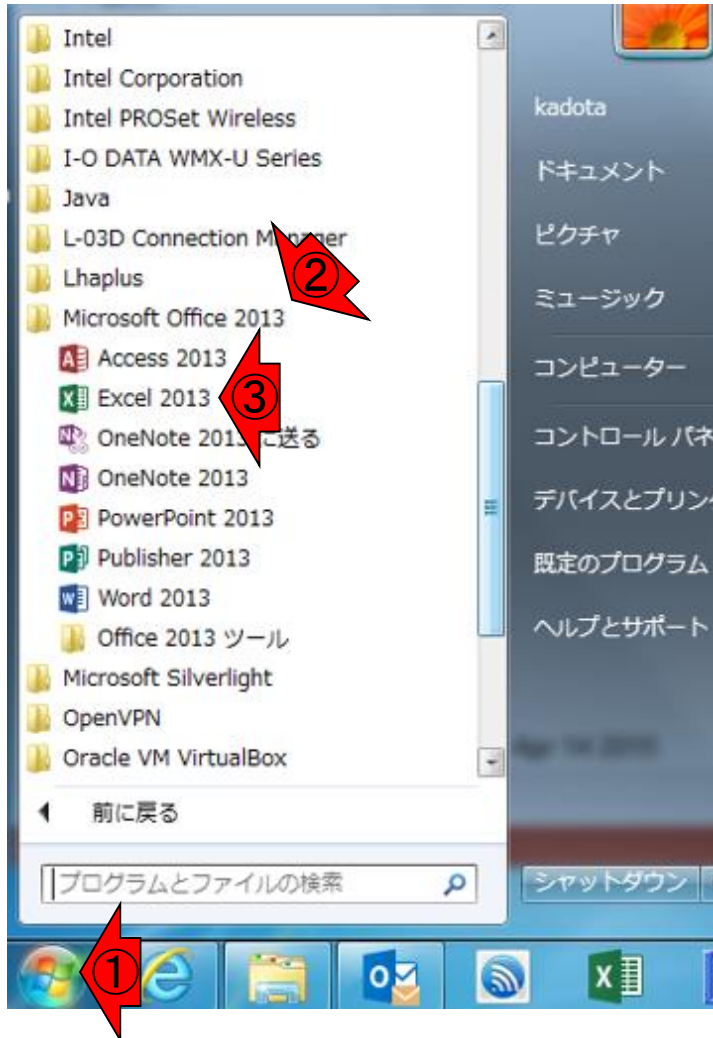 Intel
Intel Corporation
Intel PROSet Wireless
I-O DATA WMX-U Series
Java
L-03D Connection Manager
Lhaplus
②
Microsoft Office 2013
Access 2013
Excel 2013
③
OneNote 2013 に送る
OneNote 2013
PowerPoint 2013
Publisher 2013
Word 2013
Office 2013 ツール
Microsoft Silverlight
OpenVPN
Oracle VM VirtualBox
前に戻る
プログラムとファイルの検索
①
kadota
ドキュメント
ピクチャ
ミュージック
コンピューター
コントロール パネ
デバイスとプリン
既定のプログラム
ヘルプとサポート
シャットダウン